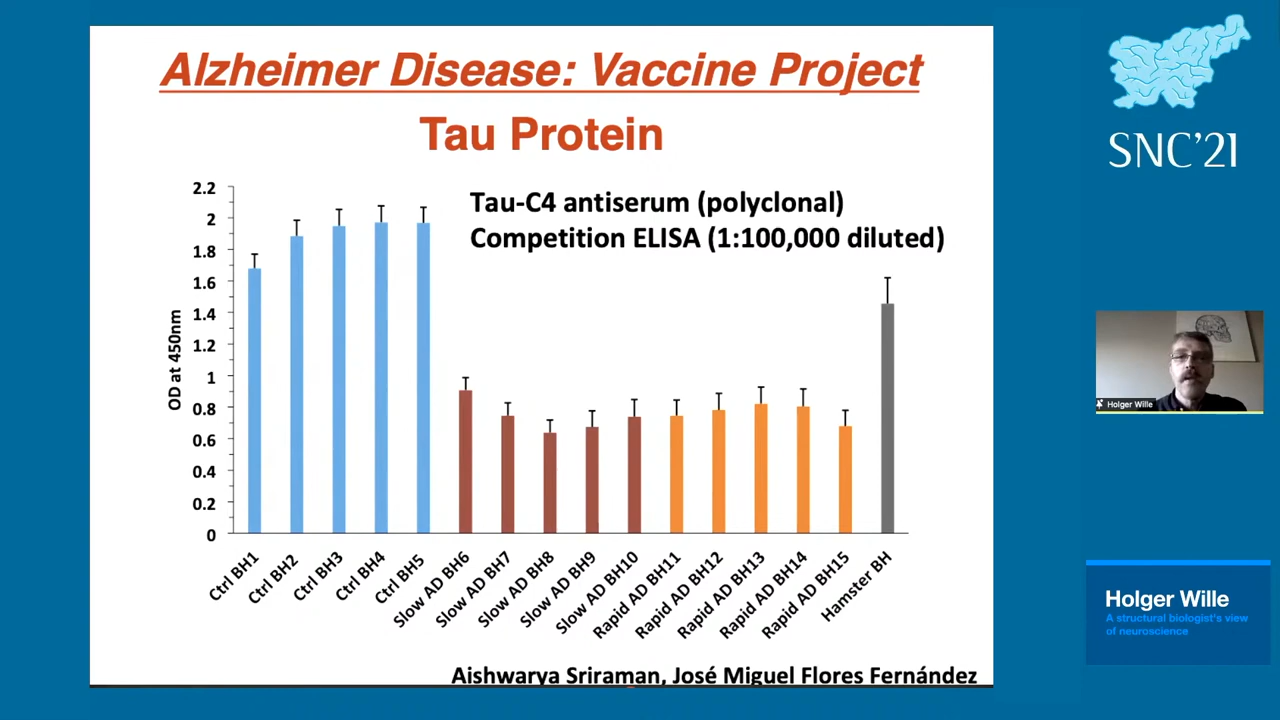 Alzheimer Disease: Vaccine Project
Tau Protein
Tau-C4 antiserum (polyclonal)
Competition ELISA (1:100,000 diluted)
OD at 450nm
2.2
2
1.8
1.6
1.4
1.2
1
0.8
0.6
0.4
0.2
0
Ctrl BH1
Ctrl BH2
Ctrl BH3
Ctrl BH4
Ctrl BH5
Slow AD BH6
Slow AD BH7
Slow AD BH8
Slow AD BH9
Slow AD BH10
Rapid AD BH11
Rapid AD BH12
Rapid AD BH13
Rapid AD BH14
Rapid AD BH15
Hamster BH
Aishwarya Sriraman, José Miguel Flores Fernández
SNC'21
Holger Wille
Holger Wille
A structural biologist's view
of neuroscience